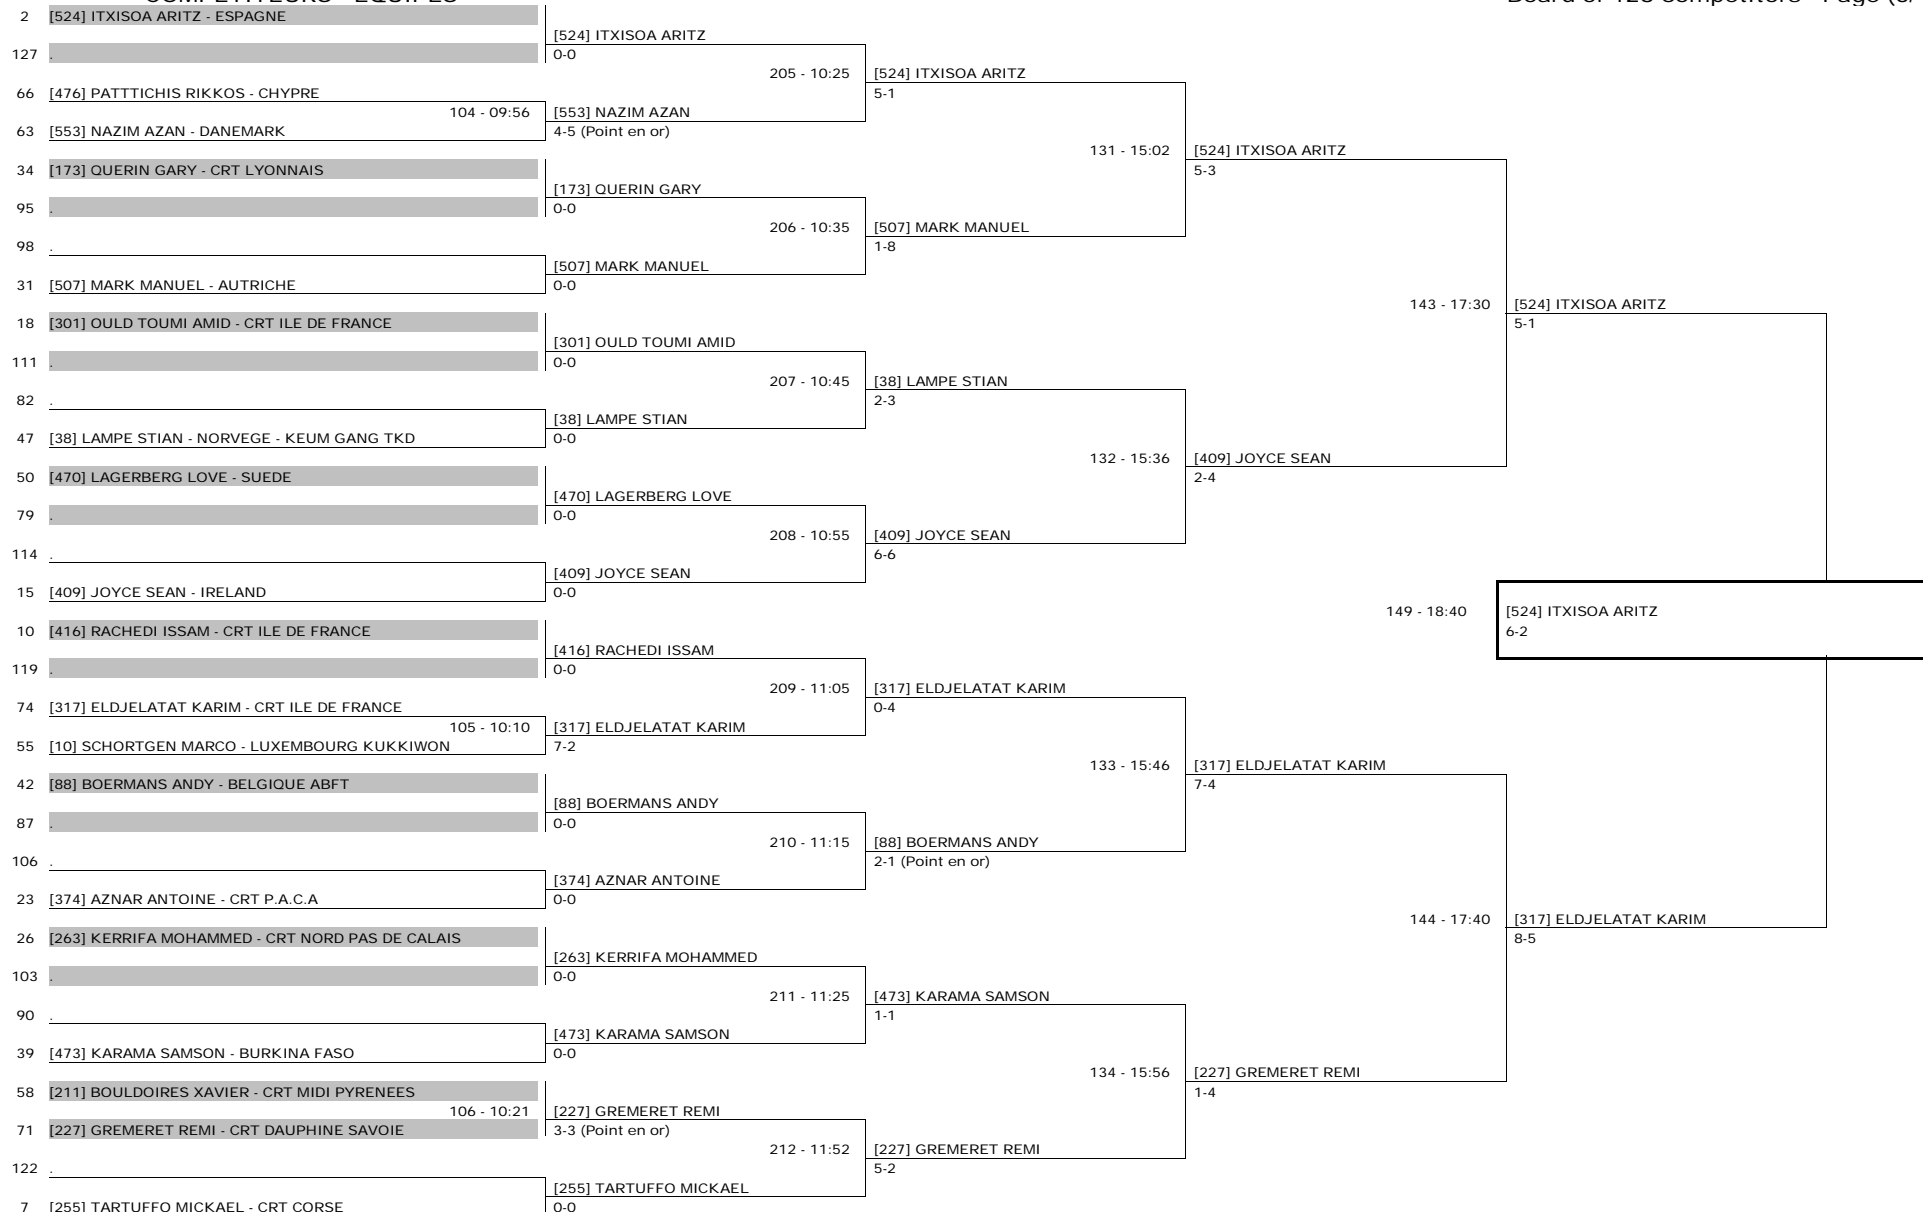 2 [524] ITXISOA ARITZ - ESPAGNE
[524] ITXISOA ARITZ
127 .
0-0
205 - 10:25
[524] ITXISOA ARITZ
66 [476] PATTTICHIS RIKKOS - CHYPRE
5-1
104 - 09:56
[553] NAZIM AZAN
63 [553] NAZIM AZAN - DANEMARK
4-5 (Point en or)
131 - 15:02
[524] ITXISOA ARITZ
34 [173] QUERIN GARY - CRT LYONNAIS
5-3
[173] QUERIN GARY
95 .
0-0
206 - 10:35
[507] MARK MANUEL
98 .
1-8
[507] MARK MANUEL
31 [507] MARK MANUEL - AUTRICHE
0-0
143 - 17:30
[524] ITXISOA ARITZ
18 [301] OULD TOUMI AMID - CRT ILE DE FRANCE
5-1
[301] OULD TOUMI AMID
111 .
0-0
207 - 10:45
[38] LAMPE STIAN
82 .
2-3
[38] LAMPE STIAN
47 [38] LAMPE STIAN - NORVEGE - KEUM GANG TKD
0-0
132 - 15:36
[409] JOYCE SEAN
50 [470] LAGERBERG LOVE - SUEDE
2-4
[470] LAGERBERG LOVE
79 .
0-0
208 - 10:55
[409] JOYCE SEAN
114 .
6-6
[409] JOYCE SEAN
15 [409] JOYCE SEAN - IRELAND
0-0
149 - 18:40
[524] ITXISOA ARITZ
10 [416] RACHEDI ISSAM - CRT ILE DE FRANCE
6-2
[416] RACHEDI ISSAM
119 .
0-0
209 - 11:05
[317] ELDJELATAT KARIM
74 [317] ELDJELATAT KARIM - CRT ILE DE FRANCE
0-4
105 - 10:10
[317] ELDJELATAT KARIM
55 [10] SCHORTGEN MARCO - LUXEMBOURG KUKKIWON
7-2
133 - 15:46
[317] ELDJELATAT KARIM
42 [88] BOERMANS ANDY - BELGIQUE ABFT
7-4
[88] BOERMANS ANDY
87 .
0-0
210 - 11:15
[88] BOERMANS ANDY
106 .
2-1 (Point en or)
[374] AZNAR ANTOINE
23 [374] AZNAR ANTOINE - CRT P.A.C.A
0-0
144 - 17:40
[317] ELDJELATAT KARIM
26 [263] KERRIFA MOHAMMED - CRT NORD PAS DE CALAIS
8-5
[263] KERRIFA MOHAMMED
103 .
0-0
211 - 11:25
[473] KARAMA SAMSON
90 .
1-1
[473] KARAMA SAMSON
39 [473] KARAMA SAMSON - BURKINA FASO
0-0
134 - 15:56
[227] GREMERET REMI
58 [211] BOULDOIRES XAVIER - CRT MIDI PYRENEES
1-4
106 - 10:21
[227] GREMERET REMI
71 [227] GREMERET REMI - CRT DAUPHINE SAVOIE
3-3 (Point en or)
212 - 11:52
[227] GREMERET REMI
122 .
5-2
[255] TARTUFFO MICKAEL
7 [255] TARTUFFO MICKAEL - CRT CORSE
0-0